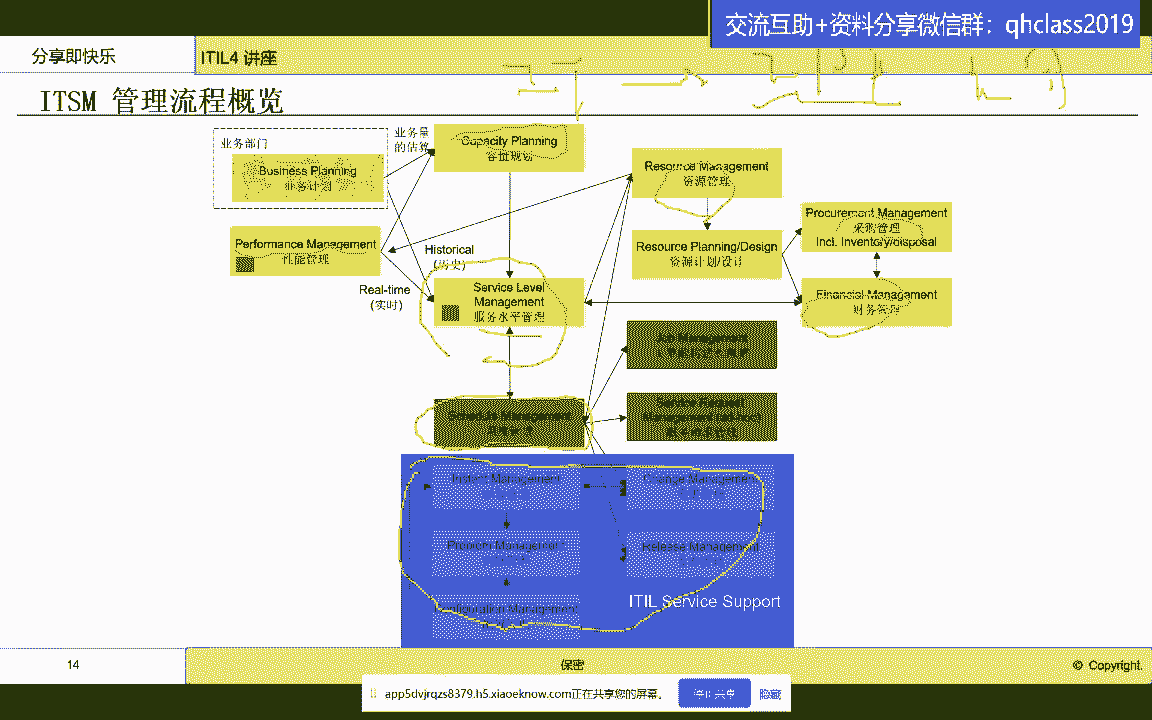 交流互助+资料分享微信群：qhclass2019
分享即快乐
ITIL4 讲座
ITSM 管理流程概览
业务部门
业务量
的估算
Business Planning
业务计划
Capacity Planning
容量规划
Resource Management
资源管理
Procurement Management
采购管理
Incl. Inventory/disposal
Performance Management
性能管理
Historical
(历史)
Resource Planning/Design
资源计划/设计
Real-time
(实时)
Service Level
Management
服务水平管理
Financial Management
财务管理
Job Management
Schedule Management
Service Request
Management
Change Management
Problem Management
Release Management
Configuration Management
ITIL Service Support
14
保密
© Copyright.
app5dvjrqzs8379.h5.xiaoeknow.com正在共享您的屏幕。
停止共享
隐藏